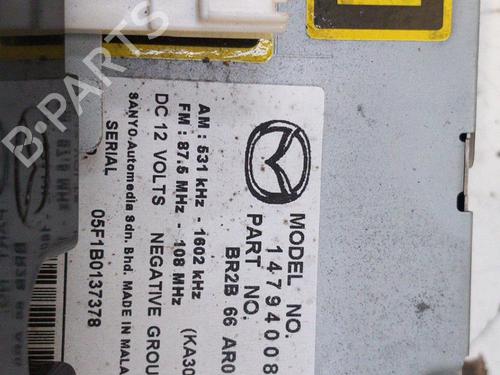 B-PARTS
MODEL NO.
14794008
PART NO.
BR2B 66 AR0
AM : 531 kHz - 1602 kHz
FM : 87.5 MHz - 108 MHz (KA30
DC 12 VOLTS NEGATIVE GROU
SANYO Automedia Sdn. Bhd. MADE IN MALA
SERIAL
05F1B0137378